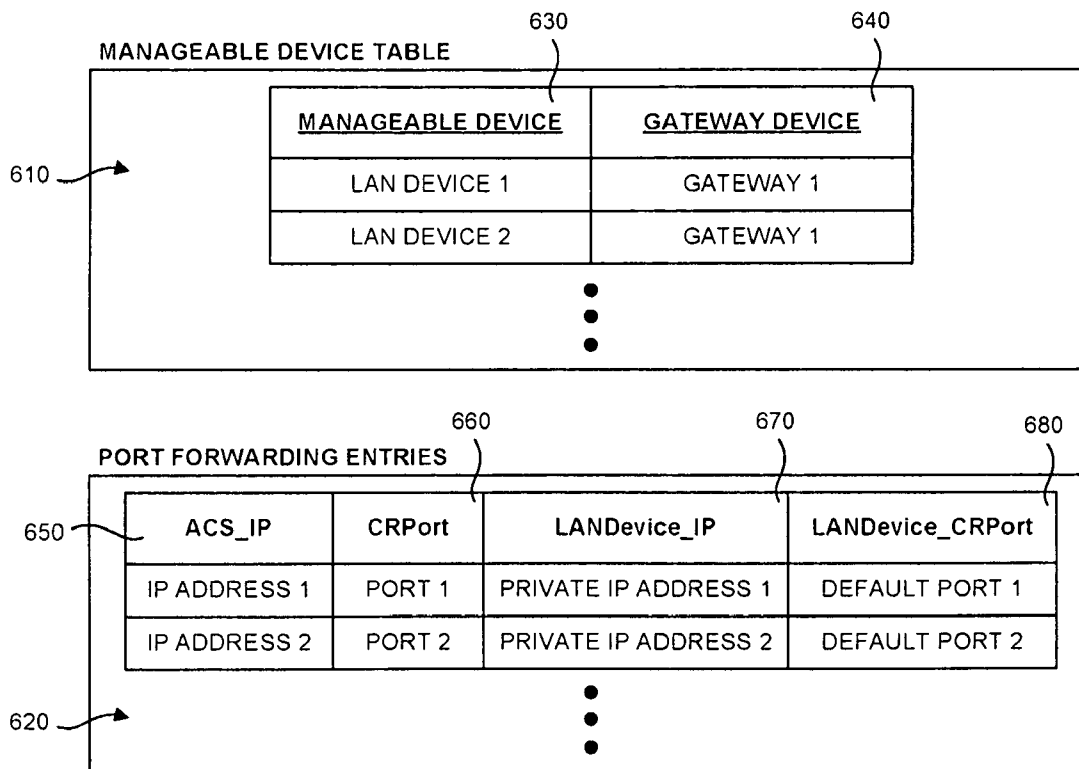 630 640
MANAGEABLE DEVICE TABLE
MANAGEABLE DEVICE GATEWAY DEVICE
610
LAN DEVICE 1 GATEWAY 1
LAN DEVICE 2 GATEWAY 1
660 670 680
PORT FORWARDING ENTRIES
650 ACS_IP CRPort LANDevice_IP LANDevice_CRPort
IP ADDRESS 1 PORT 1 PRIVATE IP ADDRESS 1 DEFAULT PORT 1
IP ADDRESS 2 PORT 2 PRIVATE IP ADDRESS 2 DEFAULT PORT 2
620